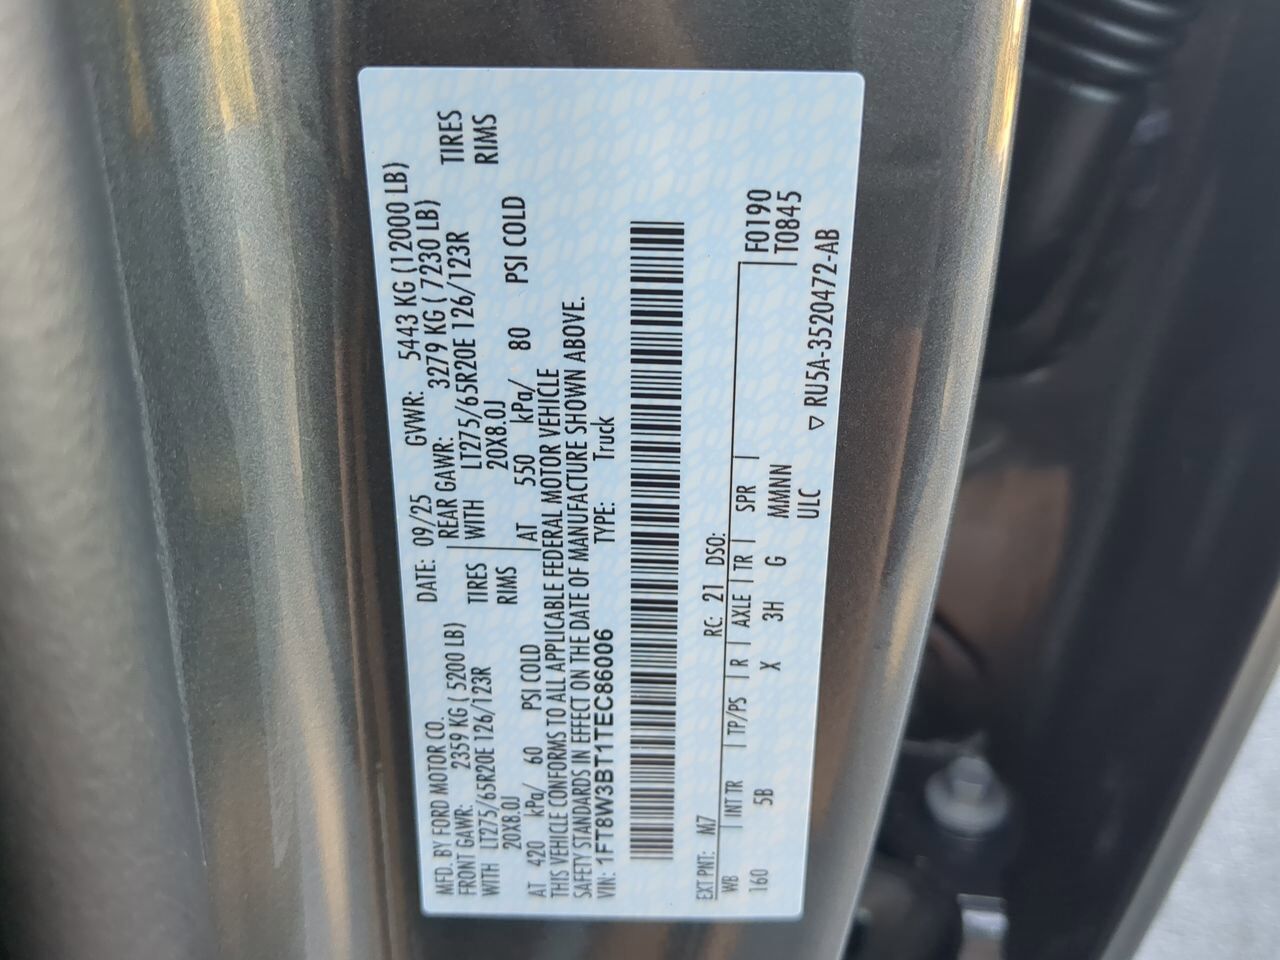 MFD. BY FORD MOTOR CO.
DATE: 09/25 GVWR: 5443 KG (12000 LB)
FRONT GAWR: 2359 KG ( 5200 LB) REAR GAWR: 3279 KG ( 7230 LB)
WITH LT275/65R20E 126/123R TIRES WITH LT275/65R20E 126/123R TIRES
20X8.0J RIMS 20X8.0J RIMS
AT 420 kPa/ 60 PSI COLD AT 550 kPa/ 80 PSI COLD
THIS VEHICLE CONFORMS TO ALL APPLICABLE FEDERAL MOTOR VEHICLE
SAFETY STANDARDS IN EFFECT ON THE DATE OF MANUFACTURE SHOWN ABOVE.
VIN: 1FT8W3BT1TEC86006 TYPE: Truck
EXT PNT: M7 RC: 21 DSO:
WB INT TR TP/PS R AXLE TR SPR F0190
160 5B X 3H G MMMNN T0845
ULC
▽ RU5A-3520472-AB